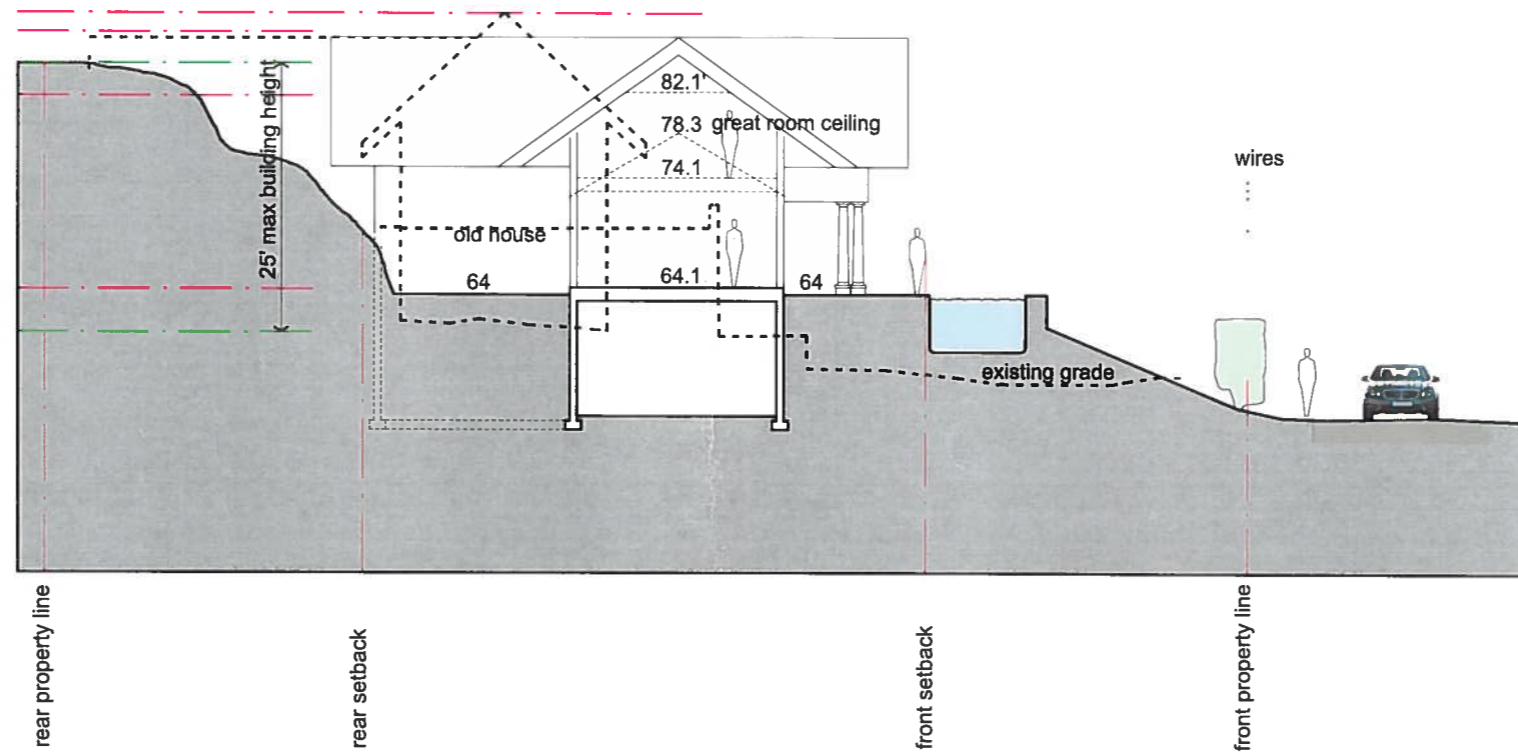 82.1'
78.3 great room ceiling
74.1
wires
25' max building height
old house
64
64.1
64
existing grade
rear property line
rear setback
front setback
front property line